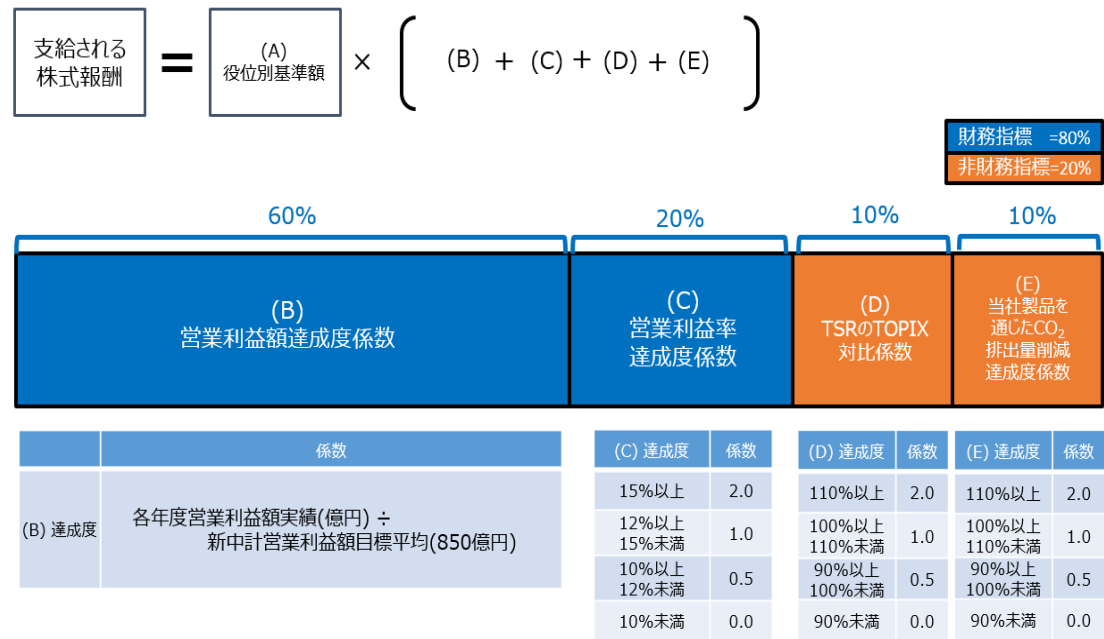 支給される
株式報酬
=
(A)
役位別基準額
×
( (B) + (C) + (D) + (E) )
財務指標 =80%
非財務指標=20%
60%
20%
10%
10%
(B)
営業利益額達成度係数
(C)
営業利益率
達成度係数
(D)
TSRのTOPIX
対比係数
(E)
当社製品を
通じたCO₂
排出量削減
達成度係数
係数
(B) 達成度
各年度営業利益額実績(億円) ÷
新中計営業利益額目標平均(850億円)
(C) 達成度 係数
15%以上 2.0
12%以上
15%未満 1.0
10%以上
12%未満 0.5
10%未満 0.0
(D) 達成度 係数
110%以上 2.0
100%以上
110%未満 1.0
90%以上
100%未満 0.5
90%未満 0.0
(E) 達成度 係数
110%以上 2.0
100%以上
110%未満 1.0
90%以上
100%未満 0.5
90%未満 0.0